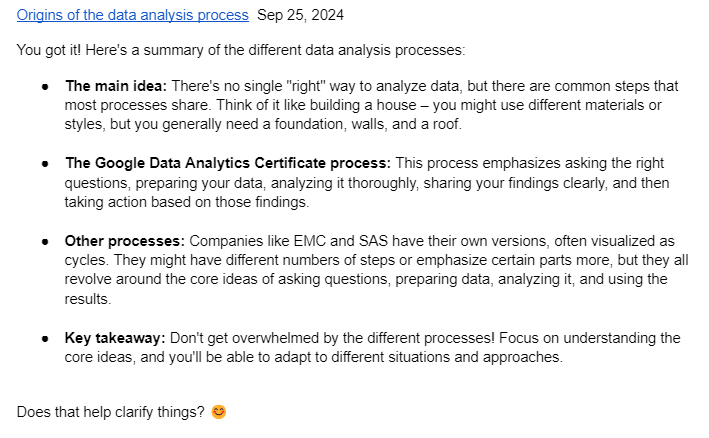 Origins of the data analysis process Sep 25, 2024
You got it! Here's a summary of the different data analysis processes:
● The main idea: There's no single "right" way to analyze data, but there are common steps that
most processes share. Think of it like building a house – you might use different materials or
styles, but you generally need a foundation, walls, and a roof.
● The Google Data Analytics Certificate process: This process emphasizes asking the right
questions, preparing your data, analyzing it thoroughly, sharing your findings clearly, and then
taking action based on those findings.
● Other processes: Companies like EMC and SAS have their own versions, often visualized as
cycles. They might have different numbers of steps or emphasize certain parts more, but they all
revolve around the core ideas of asking questions, preparing data, analyzing it, and using the
results.
● Key takeaway: Don't get overwhelmed by the different processes! Focus on understanding the
core ideas, and you'll be able to adapt to different situations and approaches.
Does that help clarify things? 😊